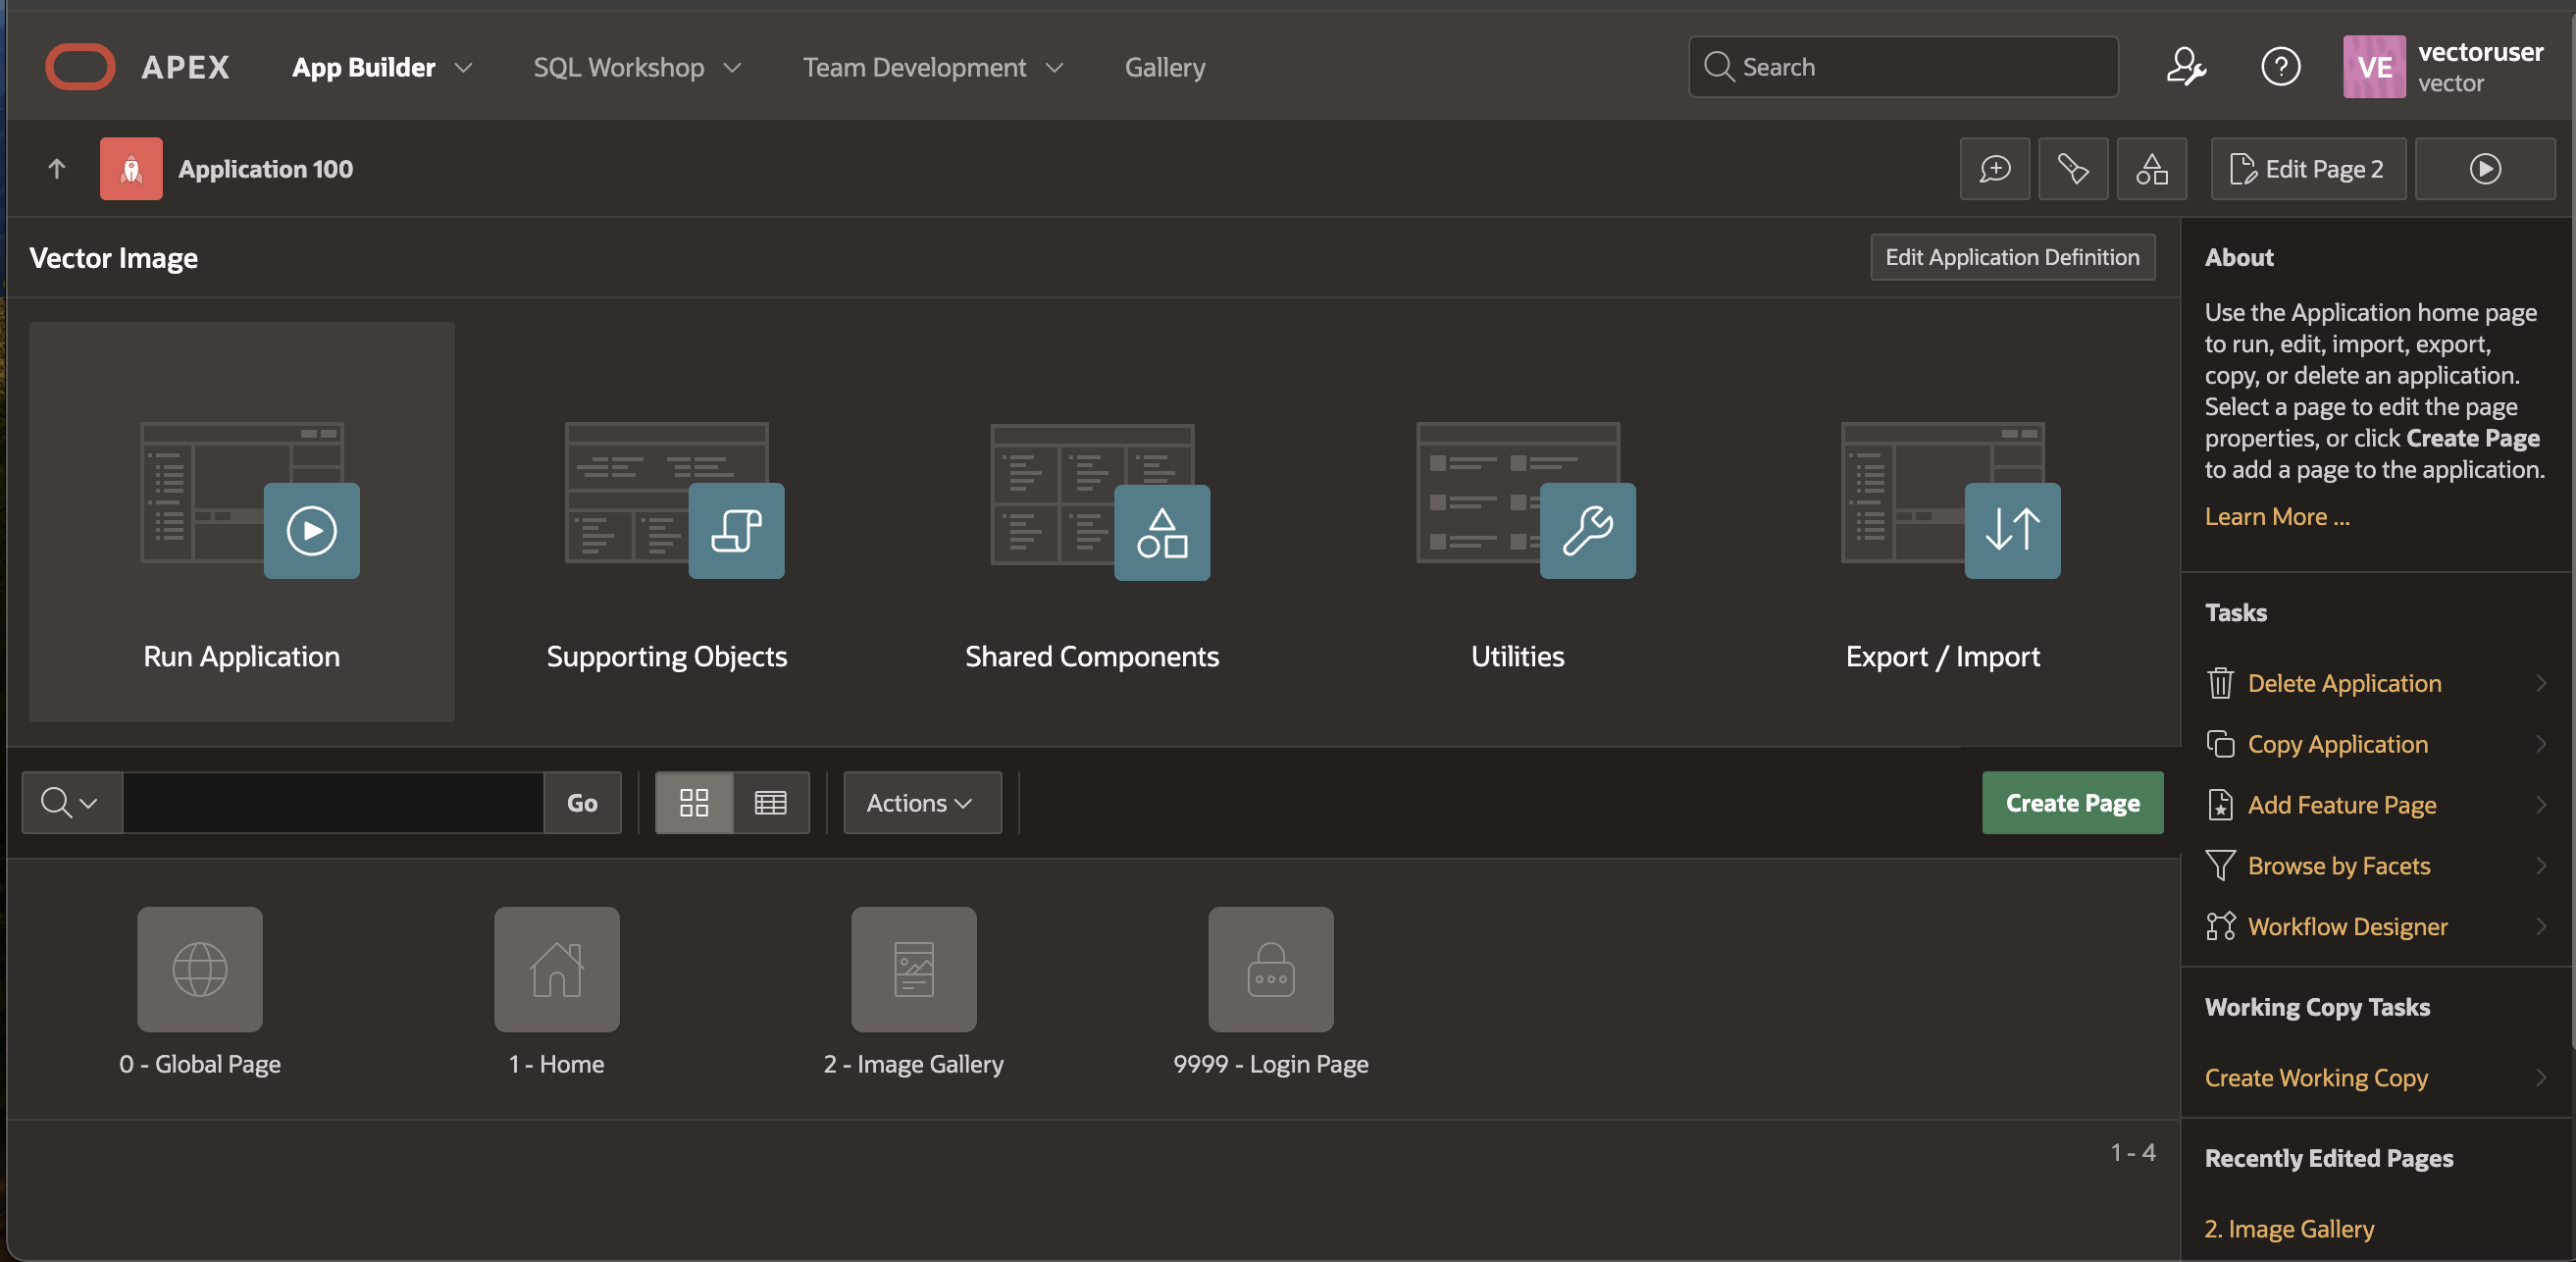 APEX
App Builder
SQL Workshop
Team Development
Gallery
Search
VE
vectoruser
vector
Application 100
Edit Page 2
Vector Image
Edit Application Definition
Run Application
Supporting Objects
Shared Components
Utilities
Export / Import
Go
Actions
Create Page
0 - Global Page
1 - Home
2 - Image Gallery
9999 - Login Page
1 - 4
About
Use the Application home page
to run, edit, import, export,
copy, or delete an application.
Select a page to edit the page
properties, or click Create Page
to add a page to the application.
Learn More ...
Tasks
Delete Application
Copy Application
Add Feature Page
Browse by Facets
Workflow Designer
Working Copy Tasks
Create Working Copy
Recently Edited Pages
2. Image Gallery